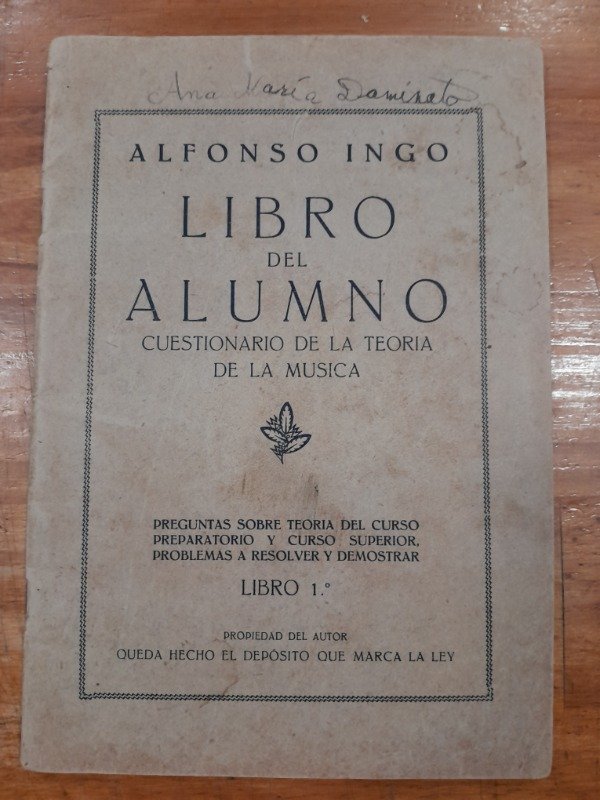 Ana María Daminato
ALFONSO INGO
LIBRO
DEL
ALUMNO
CUESTIONARIO DE LA TEORIA
DE LA MUSICA
PREGUNTAS SOBRE TEORIA DEL CURSO
PREPARATORIO Y CURSO SUPERIOR,
PROBLEMAS A RESOLVER Y DEMOSTRAR
LIBRO 1.º
PROPIEDAD DEL AUTOR
QUEDA HECHO EL DEPÓSITO QUE MARCA LA LEY